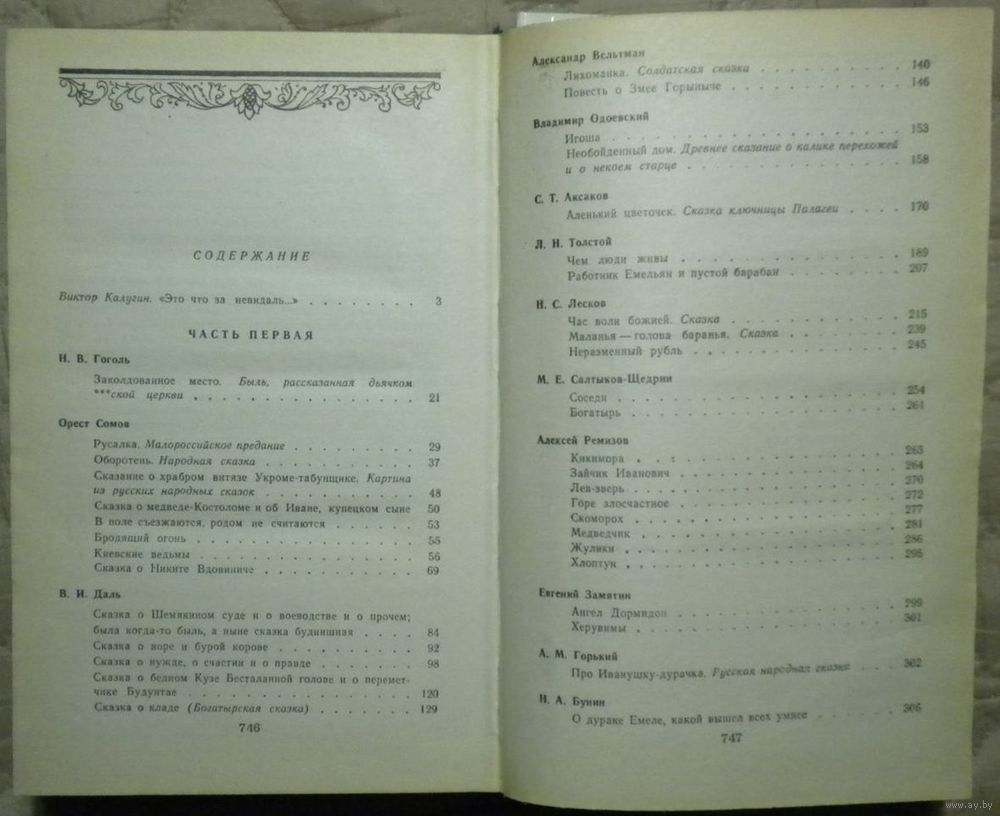 СОДЕРЖАНИЕ
Виктор Калугин. «Это что за невидаль...» . . . . . . . . 3
ЧАСТЬ ПЕРВАЯ
Н. В. Гоголь
Заколдованное место. Быль, рассказанная дьячком
***ской церкви . . . . . . . . . . . . . . . 21
Орест Сомов
Русалка. Малороссийское предание . . . . . . . . . 29
Оборотень. Народная сказка . . . . . . . . . . . 37
Сказание о храбром витязе Укроме-табунщике. Картина
из русских народных сказок . . . . . . . . . . . 48
Сказка о медведе-Костоломе и об Иване, купецком сыне 50
В поле съезжаются, родом не считаются . . . . . . 53
Бродящий огонь . . . . . . . . . . . . . . . 55
Киевские ведьмы . . . . . . . . . . . . . . . 56
Сказка о Никите Вдовиниче . . . . . . . . . . . 69
В. И. Даль
Сказка о Шемякином суде и о воеводстве и о прочем;
была когда-то быль, а ныне сказка буднишная . . . . 84
Сказка о воре и бурой корове . . . . . . . . . . 92
Сказка о нужде, о счастии и о правде . . . . . . . 98
Сказка о бедном Кузе Бесталанной голове и о перемет-
чике Будунтае . . . . . . . . . . . . . . . . 120
Сказка о кладе (Богатырская сказка) . . . . . . . 129
746
Александр Вельтман
Ляхоманка. Солдатская сказка . . . . . . . . . . 140
Повесть о Змее Горыныче . . . . . . . . . . . . 146
Владимир Одоевский
Игоша . . . . . . . . . . . . . . . . . . . 153
Необойденный дом. Древнее сказание о калике перехожей
и о некоем старце . . . . . . . . . . . . . . 158
С. Т. Аксаков
Аленький цветочек. Сказка ключницы Палагеи . . . . 170
Л. Н. Толстой
Чем люди живы . . . . . . . . . . . . . . . . 189
Работник Емельян и пустой барабан . . . . . . . . 207
Н. С. Лесков
Час воли божией. Сказка . . . . . . . . . . . . 215
Маланья — голова баранья. Сказка . . . . . . . . 239
Неразменный рубль . . . . . . . . . . . . . . 245
М. Е. Салтыков-Щедрин
Соседи . . . . . . . . . . . . . . . . . . . 254
Богатырь . . . . . . . . . . . . . . . . . . 261
Алексей Ремизов
Кикимора . . . . . . . . . . . . . . . . . . 263
Зайчик Иванович . . . . . . . . . . . . . . . 264
Лев-зверь . . . . . . . . . . . . . . . . . . 270
Горе злосчастное . . . . . . . . . . . . . . . 272
Скоморох . . . . . . . . . . . . . . . . . . 277
Медведчик . . . . . . . . . . . . . . . . . . 281
Жулики . . . . . . . . . . . . . . . . . . . 286
Хлоптун . . . . . . . . . . . . . . . . . . . 295
Евгений Замятин
Ангел Дормидон . . . . . . . . . . . . . . . 299
Херувимы . . . . . . . . . . . . . . . . . . 301
А. М. Горький
Про Иванушку-дурачка. Русская народная сказка . . . 302
И. А. Бунин
О дураке Емеле, какой вышел всех умнее . . . . . . 306
747
www.ay.by